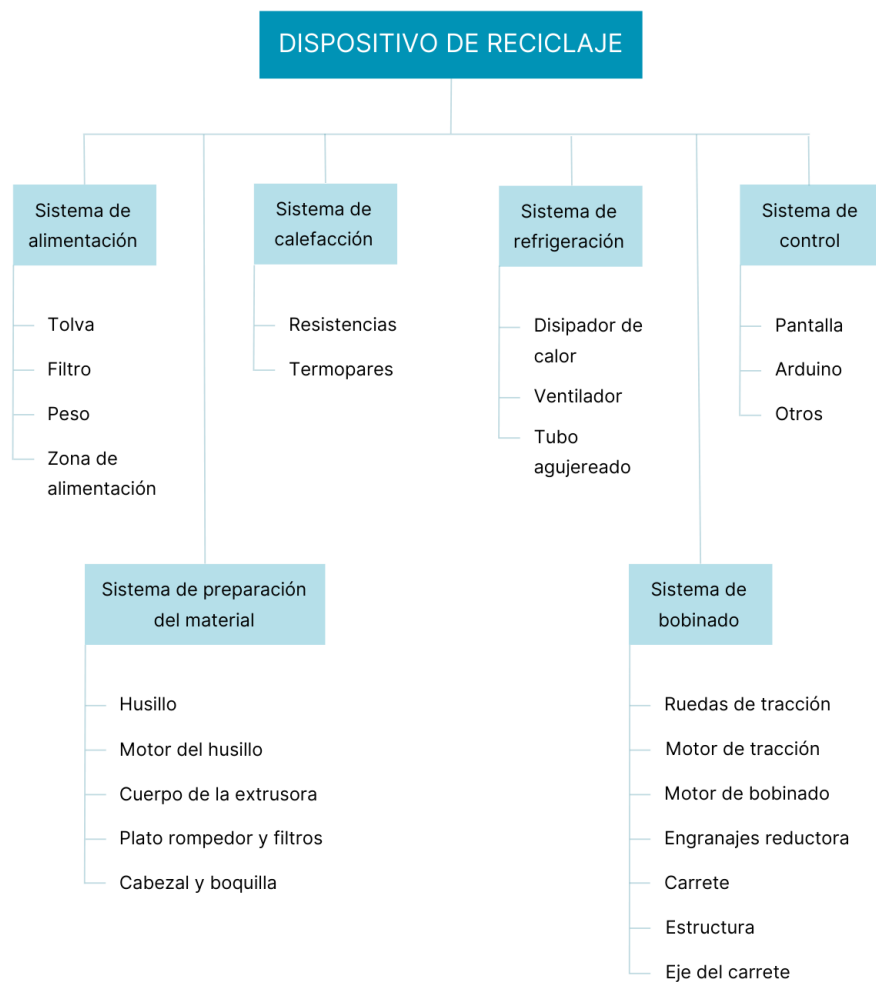 DISPOSITIVO DE RECICLAJE
Sistema de
alimentación
Tolva
Filtro
Peso
Zona de
alimentación
Sistema de preparación
del material
Husillo
Motor del husillo
Cuerpo de la extrusora
Plato rompedor y filtros
Cabezal y boquilla
Sistema de
calefacción
Resistencias
Termopares
Sistema de
refrigeración
Disipador de
calor
Ventilador
Tubo
agujereado
Sistema de
bobinado
Ruedas de tracción
Motor de tracción
Motor de bobinado
Engranajes reductora
Carrete
Estructura
Eje del carrete
Sistema de
control
Pantalla
Arduino
Otros